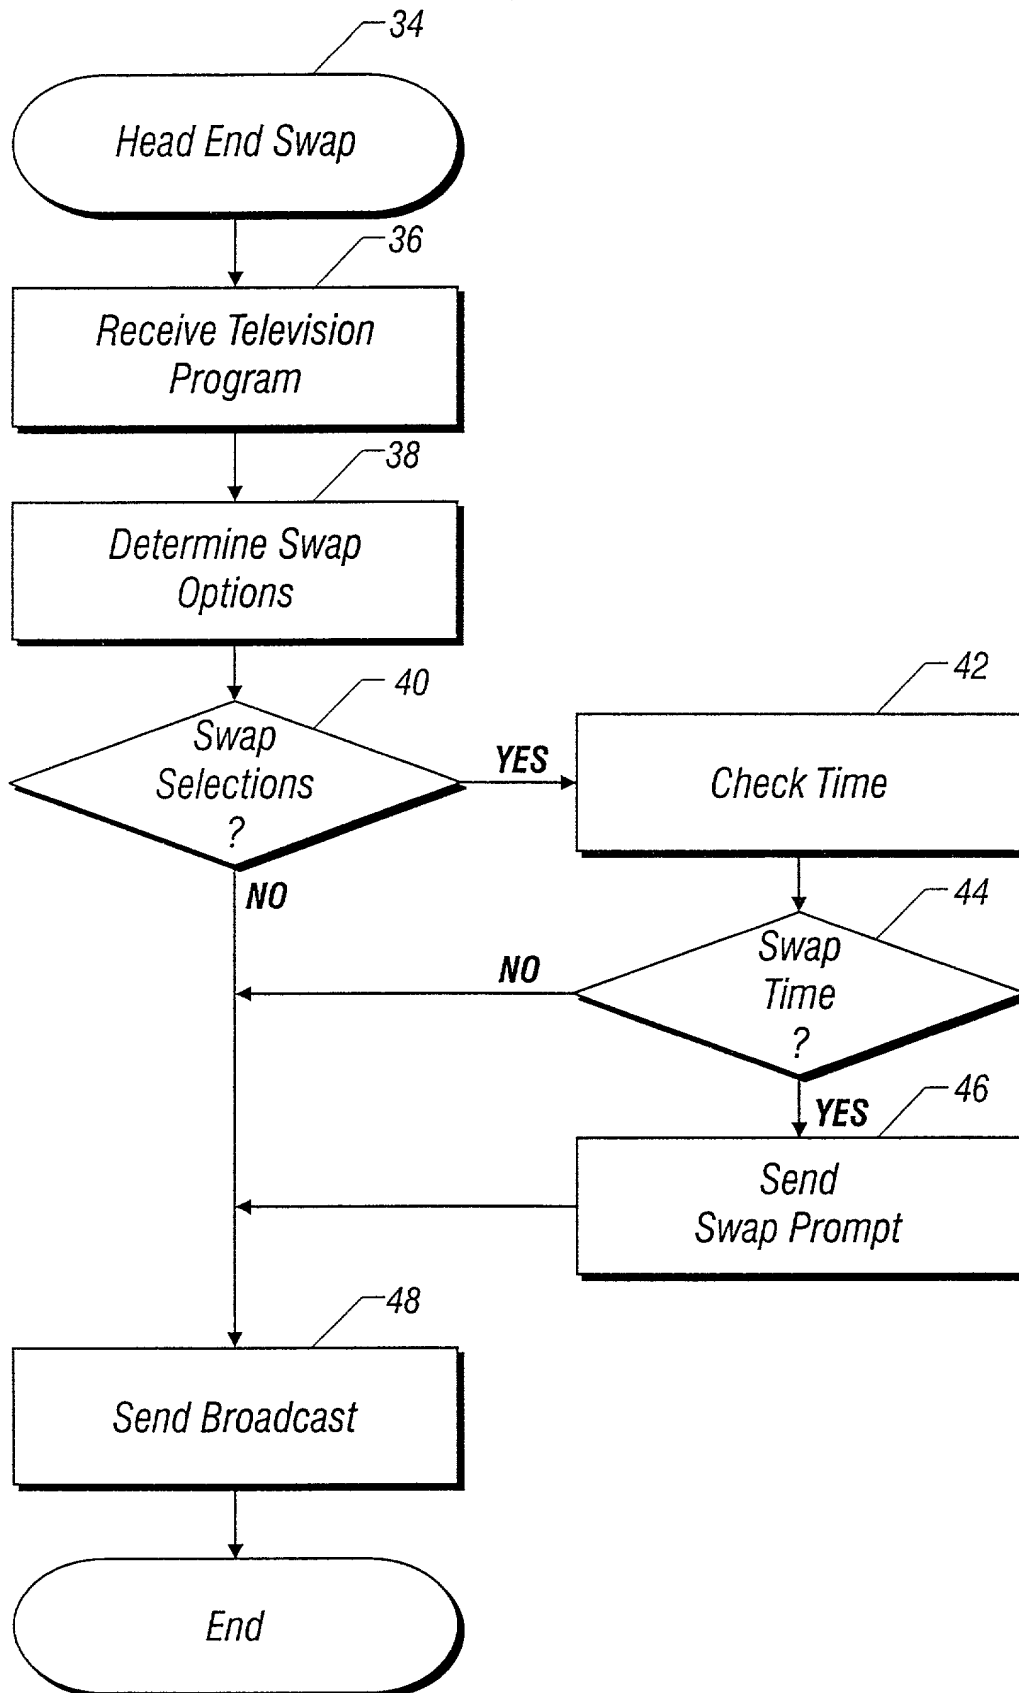 34
Head End Swap
36
Receive Television
Program
38
Determine Swap
Options
40
Swap
Selections
?
YES
NO
42
Check Time
44
Swap
Time
?
NO
YES
46
Send
Swap Prompt
48
Send Broadcast
End